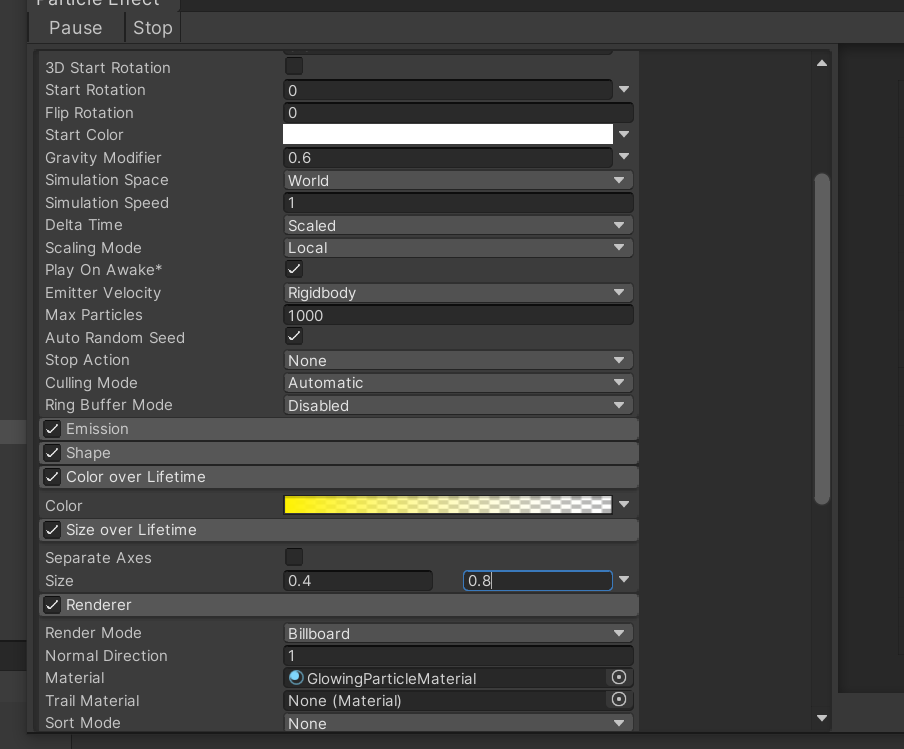 Particle Effect
Pause Stop
3D Start Rotation
Start Rotation 0
Flip Rotation 0
Start Color
Gravity Modifier 0.6
Simulation Space World
Simulation Speed 1
Delta Time Scaled
Scaling Mode Local
Play On Awake*
Emitter Velocity Rigidbody
Max Particles 1000
Auto Random Seed
Stop Action None
Culling Mode Automatic
Ring Buffer Mode Disabled
Emission
Shape
Color over Lifetime
Color
Size over Lifetime
Separate Axes
Size 0.4 0.8
Renderer
Render Mode Billboard
Normal Direction 1
Material GlowingParticleMaterial
Trail Material None (Material)
Sort Mode None